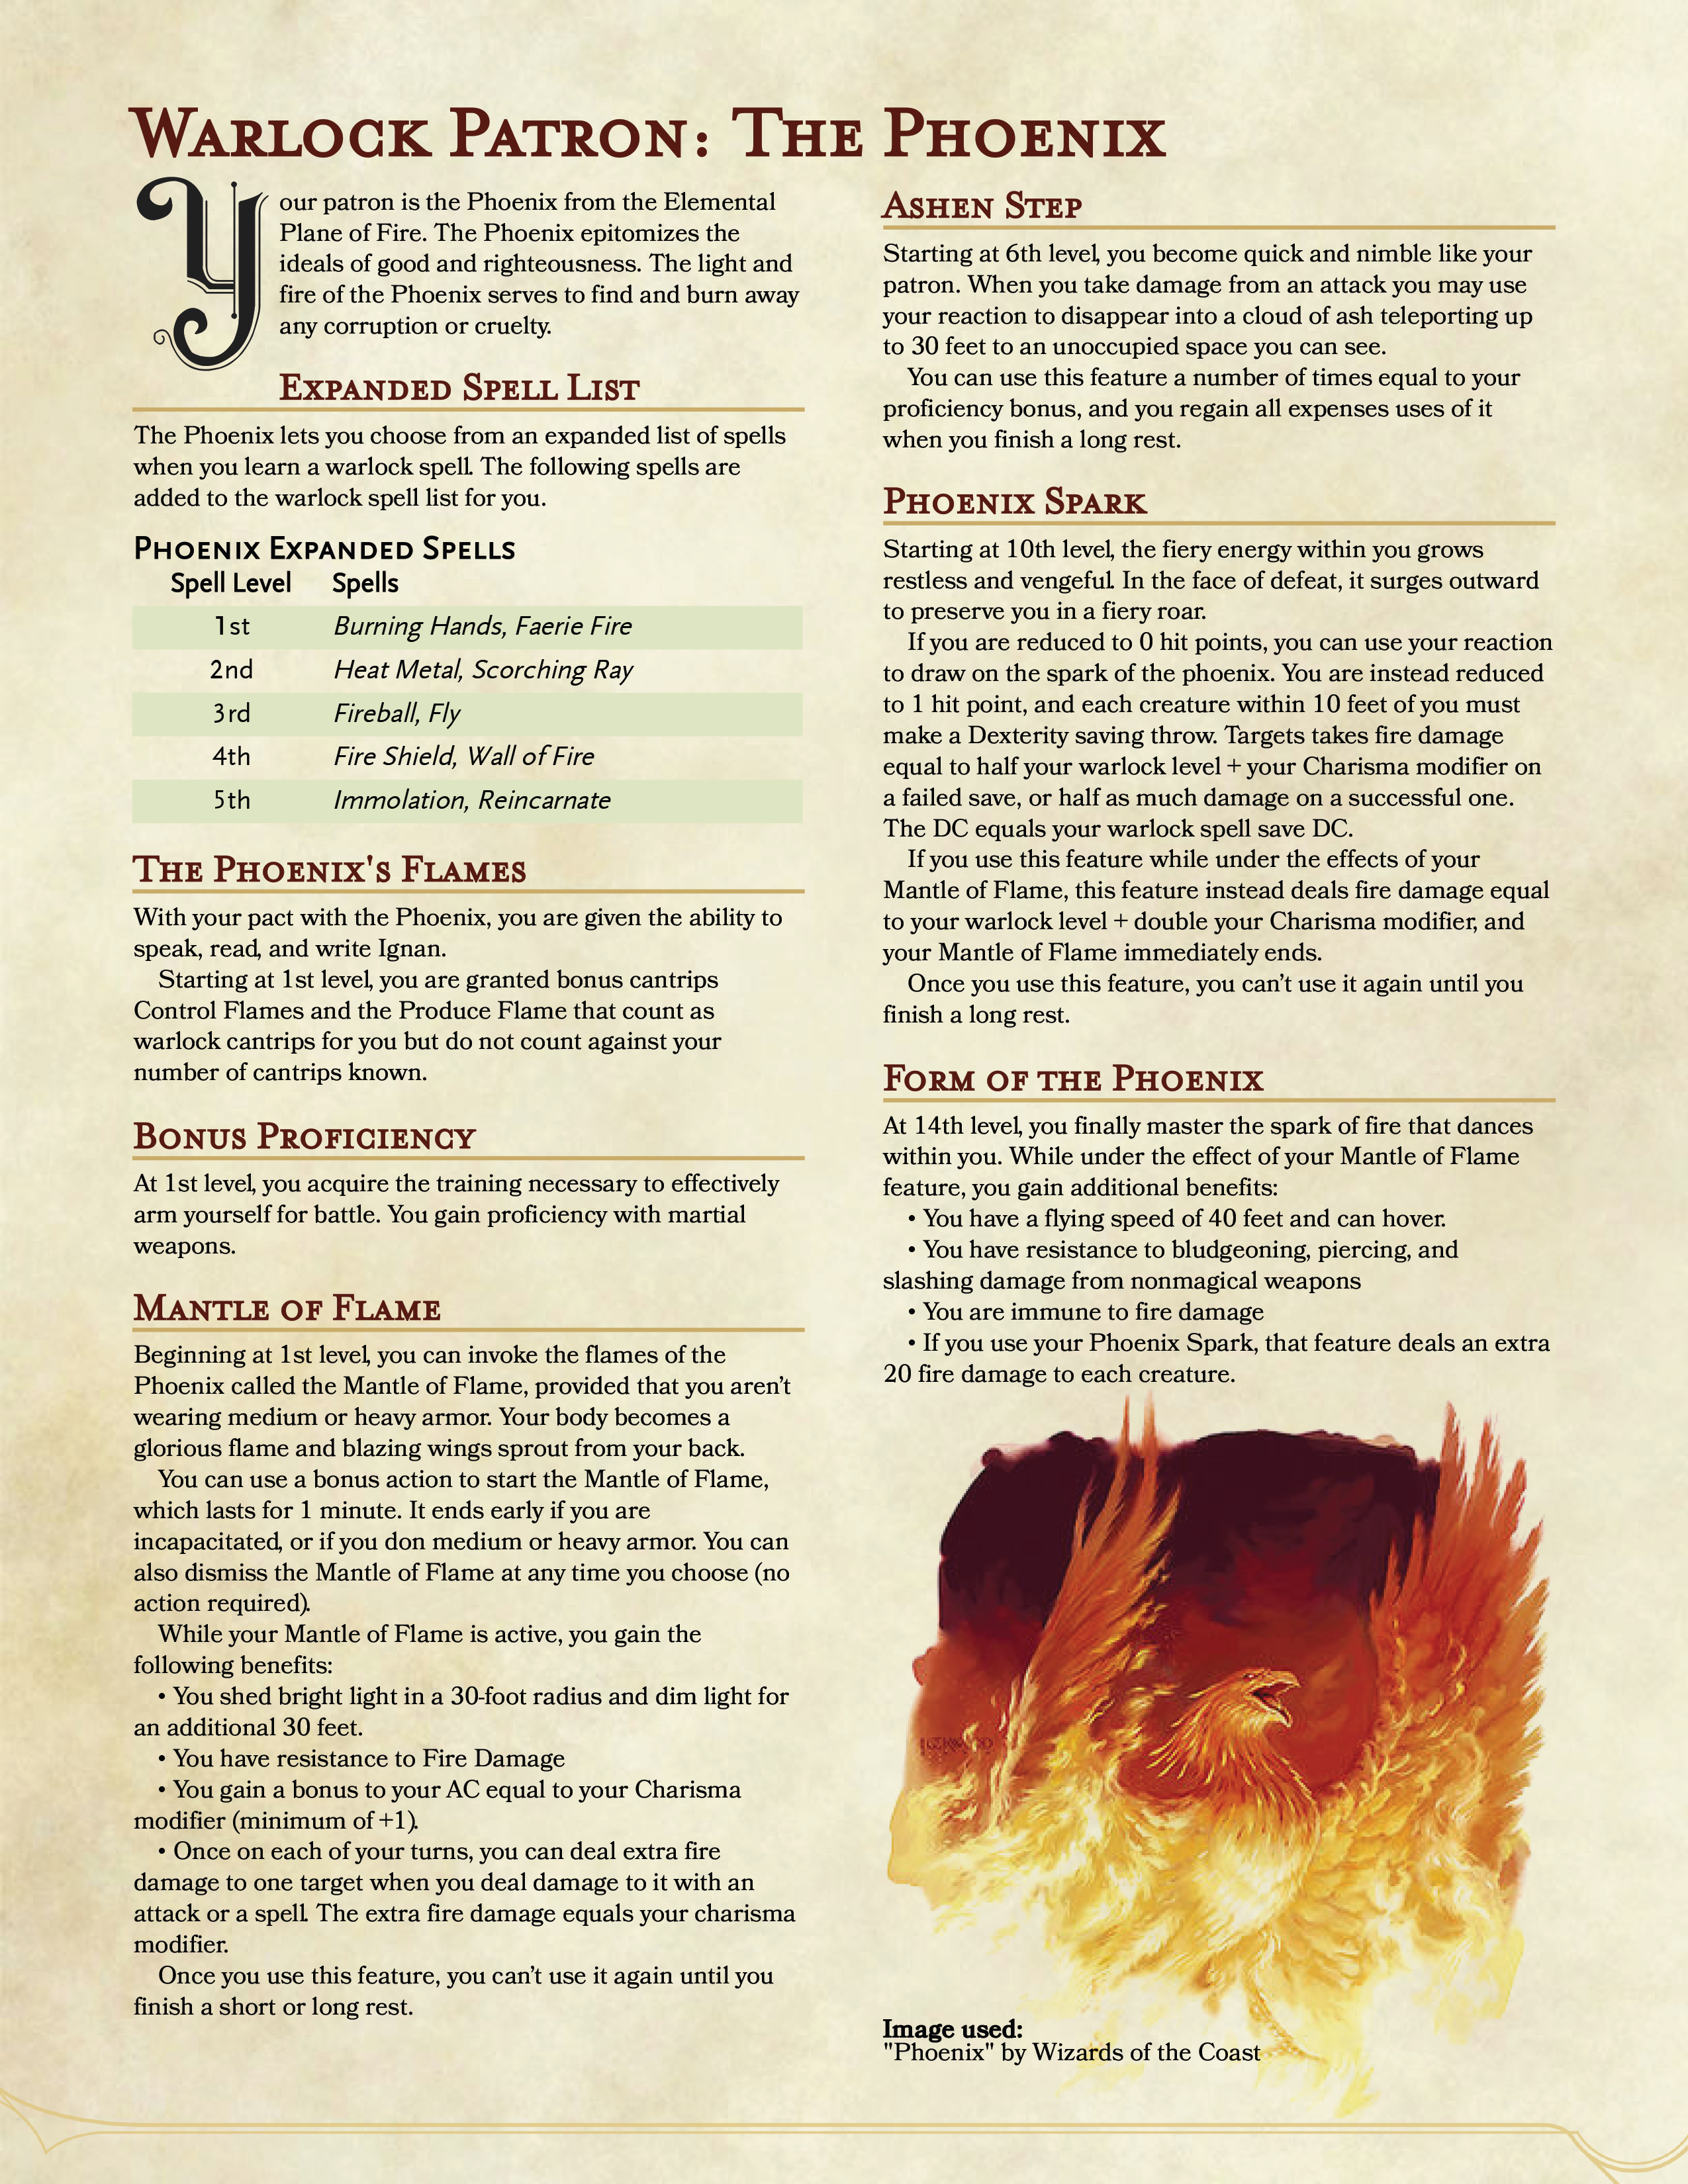 Warlock Patron: The Phoenix
Your patron is the Phoenix from the Elemental
Plane of Fire. The Phoenix epitomizes the
ideals of good and righteousness. The light and
fire of the Phoenix serves to find and burn away
any corruption or cruelty.
Expanded Spell List
The Phoenix lets you choose from an expanded list of spells
when you learn a warlock spell. The following spells are
added to the warlock spell list for you.
Phoenix Expanded Spells
Spell Level Spells
1st Burning Hands, Faerie Fire
2nd Heat Metal, Scorching Ray
3rd Fireball, Fly
4th Fire Shield, Wall of Fire
5th Immolation, Reincarnate
The Phoenix's Flames
With your pact with the Phoenix, you are given the ability to
speak, read, and write Ignan.
Starting at 1st level, you are granted bonus cantrips
Control Flames and the Produce Flame that count as
warlock cantrips for you but do not count against your
number of cantrips known.
Bonus Proficiency
At 1st level, you acquire the training necessary to effectively
arm yourself for battle. You gain proficiency with martial
weapons.
Mantle of Flame
Beginning at 1st level, you can invoke the flames of the
Phoenix called the Mantle of Flame, provided that you aren't
wearing medium or heavy armor. Your body becomes a
glorious flame and blazing wings sprout from your back.
You can use a bonus action to start the Mantle of Flame,
which lasts for 1 minute. It ends early if you are
incapacitated, or if you don medium or heavy armor. You can
also dismiss the Mantle of Flame at any time you choose (no
action required).
While your Mantle of Flame is active, you gain the
following benefits:
• You shed bright light in a 30-foot radius and dim light for
an additional 30 feet.
• You have resistance to Fire Damage
• You gain a bonus to your AC equal to your Charisma
modifier (minimum of +1).
• Once on each of your turns, you can deal extra fire
damage to one target when you deal damage to it with an
attack or a spell. The extra fire damage equals your charisma
modifier.
Once you use this feature, you can't use it again until you
finish a short or long rest.
Ashen Step
Starting at 6th level, you become quick and nimble like your
patron. When you take damage from an attack you may use
your reaction to disappear into a cloud of ash teleporting up
to 30 feet to an unoccupied space you can see.
You can use this feature a number of times equal to your
proficiency bonus, and you regain all expenses uses of it
when you finish a long rest.
Phoenix Spark
Starting at 10th level, the fiery energy within you grows
restless and vengeful. In the face of defeat, it surges outward
to preserve you in a fiery roar.
If you are reduced to 0 hit points, you can use your reaction
to draw on the spark of the phoenix. You are instead reduced
to 1 hit point, and each creature within 10 feet of you must
make a Dexterity saving throw. Targets takes fire damage
equal to half your warlock level + your Charisma modifier on
a failed save, or half as much damage on a successful one.
The DC equals your warlock spell save DC.
If you use this feature while under the effects of your
Mantle of Flame, this feature instead deals fire damage equal
to your warlock level + double your Charisma modifier, and
your Mantle of Flame immediately ends.
Once you use this feature, you can't use it again until you
finish a long rest.
Form of the Phoenix
At 14th level, you finally master the spark of fire that dances
within you. While under the effect of your Mantle of Flame
feature, you gain additional benefits:
• You have a flying speed of 40 feet and can hover.
• You have resistance to bludgeoning, piercing, and
slashing damage from nonmagical weapons
• You are immune to fire damage
• If you use your Phoenix Spark, that feature deals an extra
20 fire damage to each creature.
Image used:
"Phoenix" by Wizards of the Coast